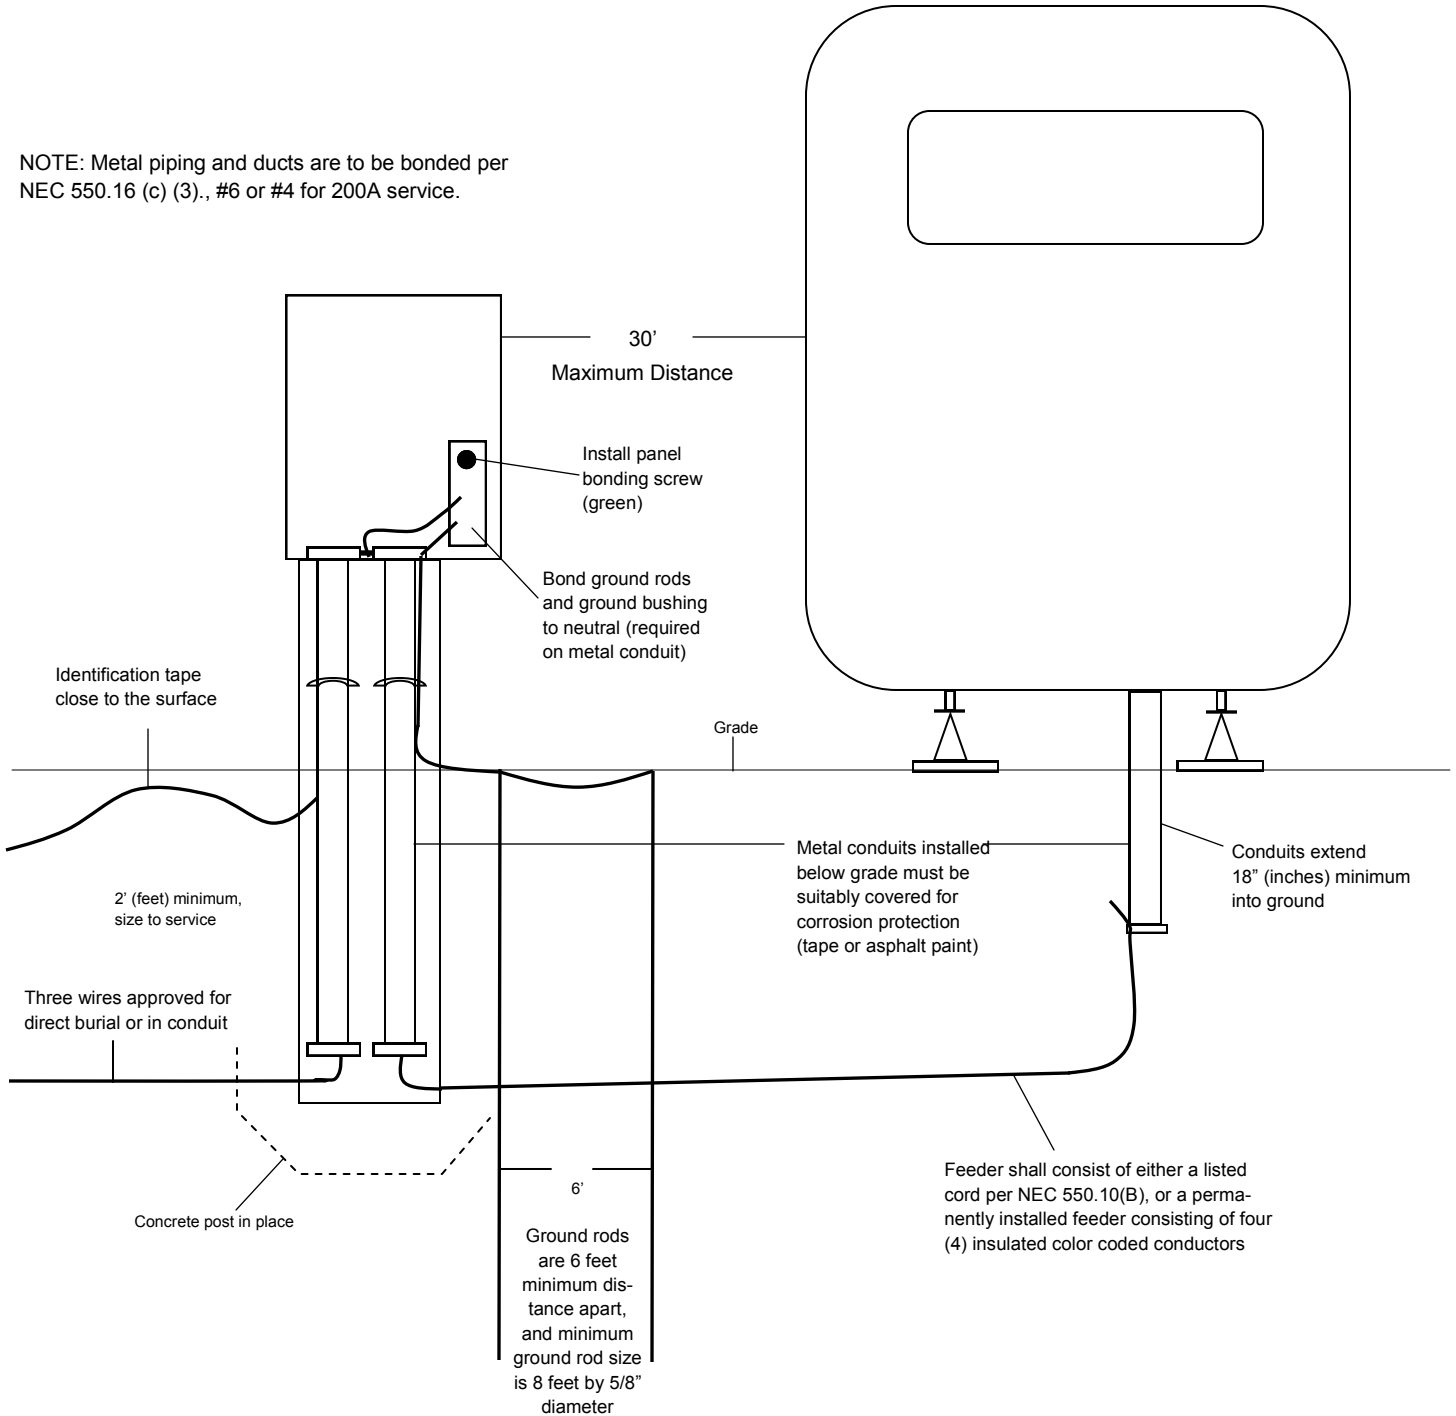 NOTE: Metal piping and ducts are to be bonded per
NEC 550.16 (c) (3)., #6 or #4 for 200A service.
30’
Maximum Distance
Install panel
bonding screw
(green)
Bond ground rods
and ground bushing
to neutral (required
on metal conduit)
Identification tape
close to the surface
Grade
2’ (feet) minimum,
size to service
Metal conduits installed
below grade must be
suitably covered for
corrosion protection
(tape or asphalt paint)
Conduits extend
18” (inches) minimum
into ground
Three wires approved for
direct burial or in conduit
Concrete post in place
6’
Ground rods
are 6 feet
minimum dis-
tance apart,
and minimum
ground rod size
is 8 feet by 5/8”
diameter
Feeder shall consist of either a listed
cord per NEC 550.10(B), or a perma-
nently installed feeder consisting of four
(4) insulated color coded conductors